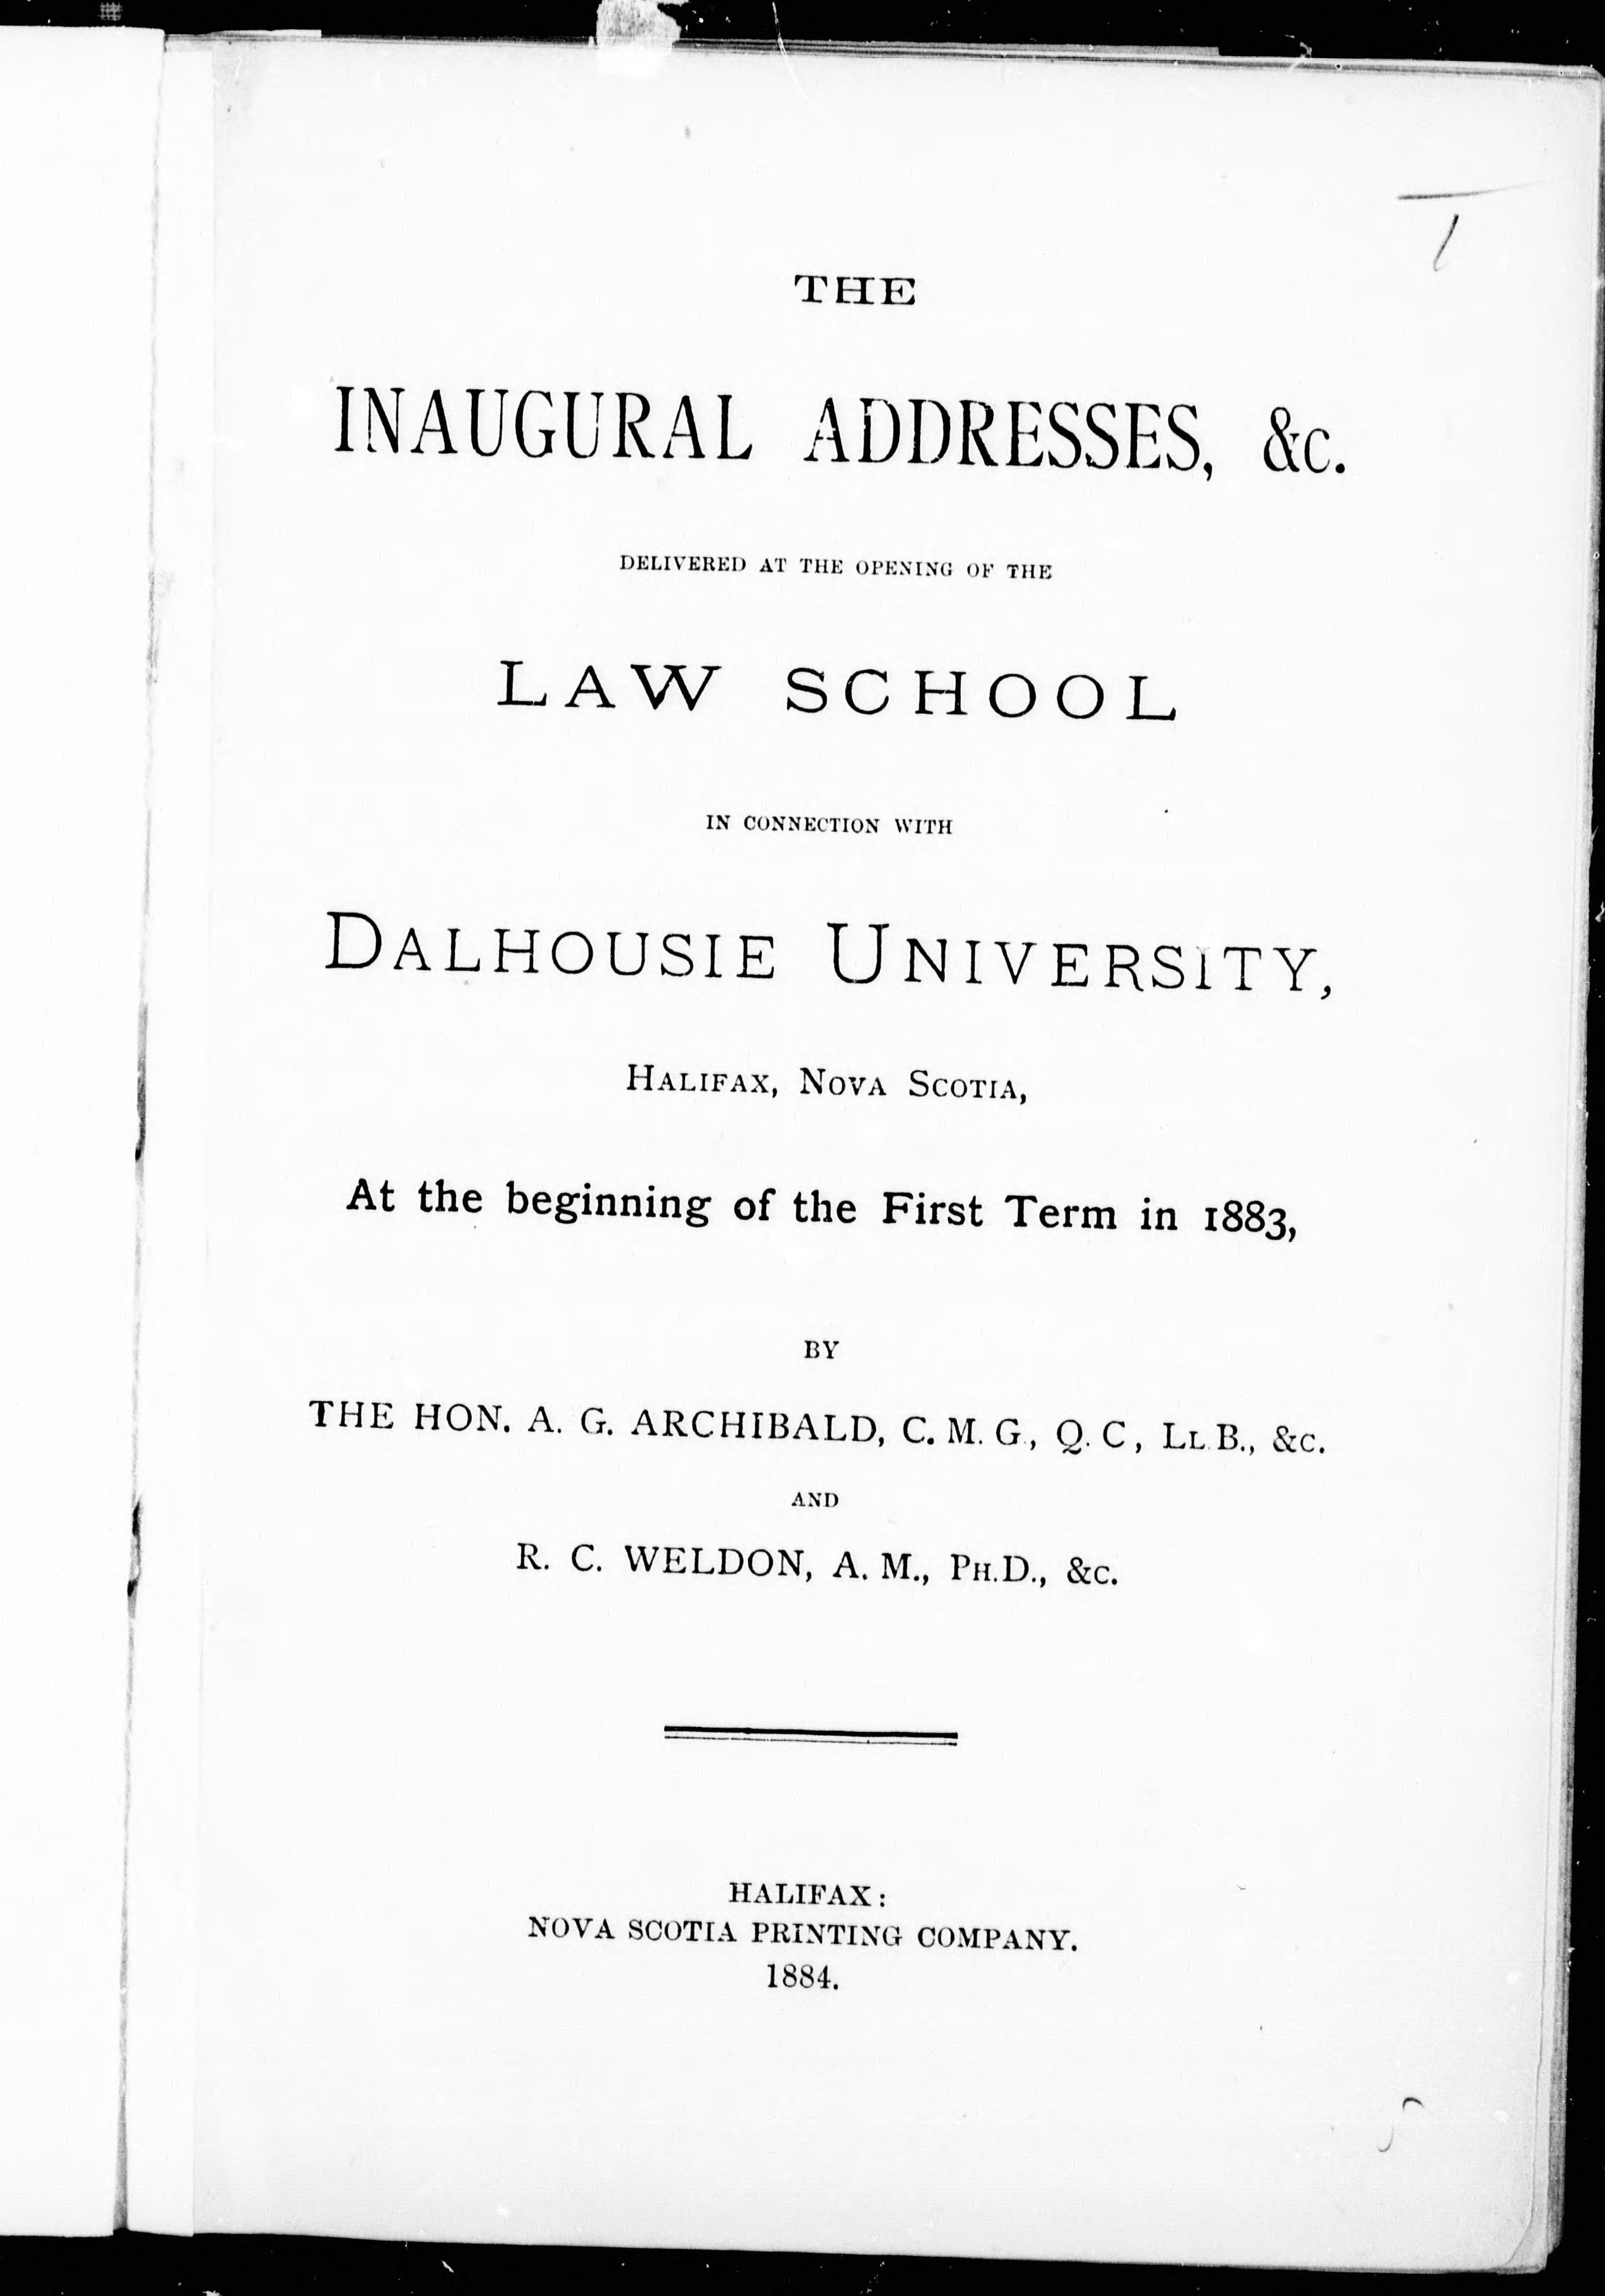 THE
INAUGURAL ADDRESSES, &c.
DELIVERED AT THE OPENING OF THE
LAW SCHOOL
IN CONNECTION WITH
DALHOUSIE UNIVERSITY,
HALIFAX, NOVA SCOTIA,
At the beginning of the First Term in 1883,
BY
THE HON. A. G. ARCHIBALD, C. M. G., Q. C, LL. B., &c.
AND
R. C. WELDON, A. M., PH.D., &c.
HALIFAX:
NOVA SCOTIA PRINTING COMPANY.
1884.